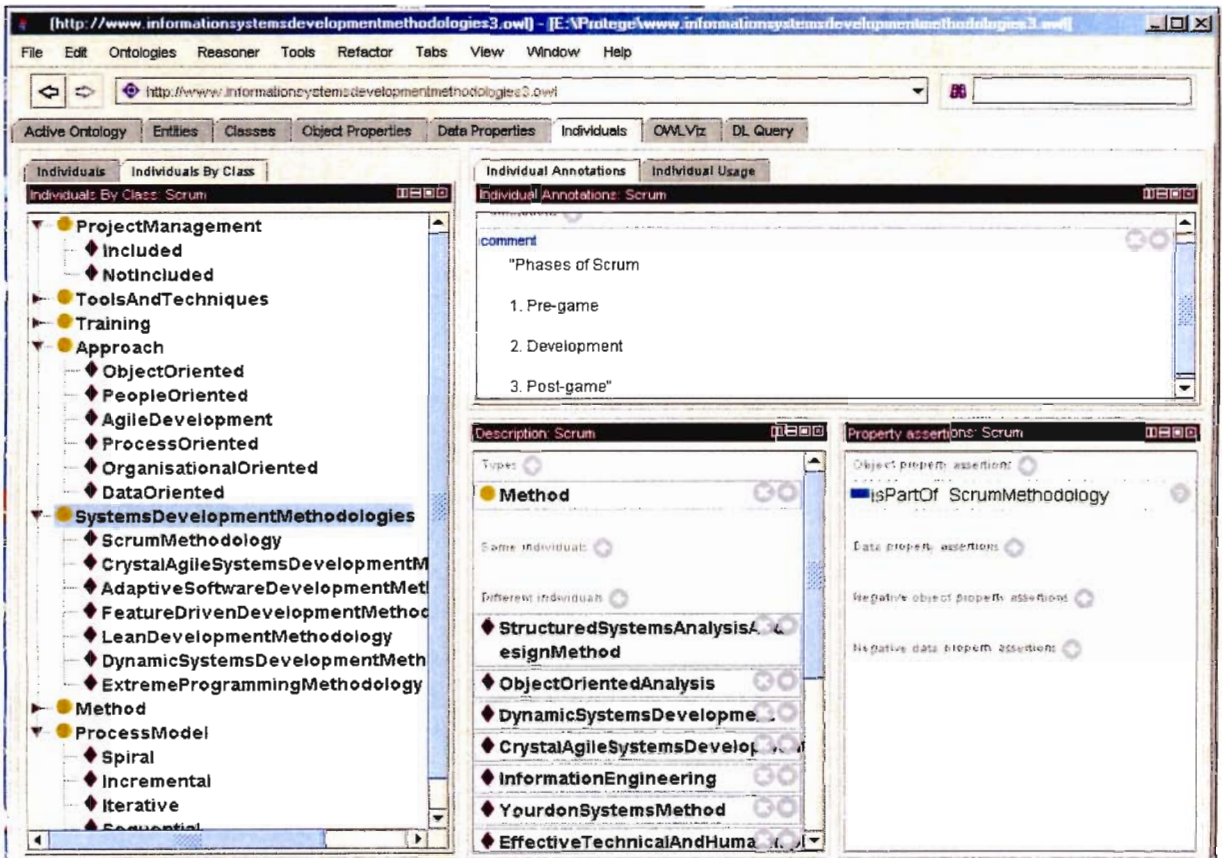 (http://www.informationsystemsdevelopmentmethodologies3.owl) - [E:\Protege\www.informationsystemsdevelopmentmethodologies3.owl]
File Edit Ontologies Reasoner Tools Refactor Tabs View Window Help
http://www.informationsystemsdevelopmentmethodologies3.owl
Active Ontology Entities Classes Object Properties Data Properties Individuals OWLViz DL Query
Individuals Individuals By Class
Individuals By Class: Scrum
ProjectManagement
Included
NotIncluded
ToolsAndTechniques
Training
Approach
ObjectOriented
PeopleOriented
AgileDevelopment
ProcessOriented
OrganisationalOriented
DataOriented
SystemsDevelopmentMethodologies
ScrumMethodology
CrystalAgileSystemsDevelopmentM
AdaptiveSoftwareDevelopmentMet
FeatureDrivenDevelopmentMethod
LeanDevelopmentMethodology
DynamicSystemsDevelopmentMeth
ExtremeProgrammingMethodology
Method
ProcessModel
Spiral
Incremental
Iterative
Sequential
Individual Annotations Individual Usage
Individual Annotations: Scrum
comment
"Phases of Scrum
1. Pre-game
2. Development
3. Post-game"
Description: Scrum
Types
Method
Same individuals
Different individuals
StructuredSystemsAnalysisA
esignMethod
ObjectOrientedAnalysis
DynamicSystemsDevelopme
CrystalAgileSystemsDevelop
InformationEngineering
YourdonSystemsMethod
EffectiveTechnicalAndHuma
Property assertions: Scrum
Object property assertions
isPartOf ScrumMethodology
Data property assertions
Negative object property assertions
Negative data property assertions